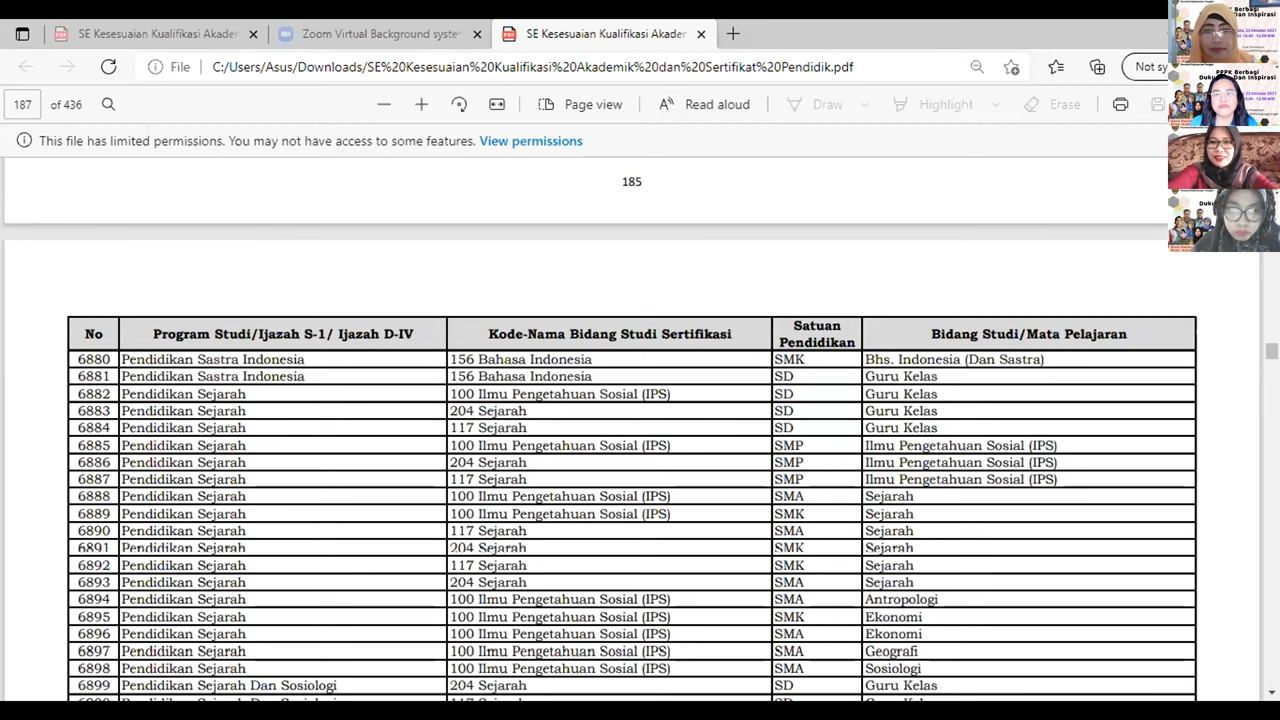 SE Kesesuaian Kualifikasi Akader
Zoom Virtual Background syste
SE Kesesuaian Kualifikasi Akader
File
C:/Users/Asus/Downloads/SE%20Kesesuaian%20Kualifikasi%20Akademik%20dan%20Sertifikat%20Pendidik.pdf
Not sy
187 of 436
Page view
Read aloud
Draw
Highlight
Erase
This file has limited permissions. You may not have access to some features. View permissions
185
No Program Studi/Ijazah S-1/ Ijazah D-IV Kode-Nama Bidang Studi Sertifikasi Satuan Pendidikan Bidang Studi/Mata Pelajaran
6880 Pendidikan Sastra Indonesia 156 Bahasa Indonesia SMK Bhs. Indonesia (Dan Sastra)
6881 Pendidikan Sastra Indonesia 156 Bahasa Indonesia SD Guru Kelas
6882 Pendidikan Sejarah 100 Ilmu Pengetahuan Sosial (IPS) SD Guru Kelas
6883 Pendidikan Sejarah 204 Sejarah SD Guru Kelas
6884 Pendidikan Sejarah 117 Sejarah SD Guru Kelas
6885 Pendidikan Sejarah 100 Ilmu Pengetahuan Sosial (IPS) SMP Ilmu Pengetahuan Sosial (IPS)
6886 Pendidikan Sejarah 204 Sejarah SMP Ilmu Pengetahuan Sosial (IPS)
6887 Pendidikan Sejarah 117 Sejarah SMP Ilmu Pengetahuan Sosial (IPS)
6888 Pendidikan Sejarah 100 Ilmu Pengetahuan Sosial (IPS) SMA Sejarah
6889 Pendidikan Sejarah 100 Ilmu Pengetahuan Sosial (IPS) SMK Sejarah
6890 Pendidikan Sejarah 117 Sejarah SMA Sejarah
6891 Pendidikan Sejarah 204 Sejarah SMK Sejarah
6892 Pendidikan Sejarah 117 Sejarah SMK Sejarah
6893 Pendidikan Sejarah 204 Sejarah SMA Sejarah
6894 Pendidikan Sejarah 100 Ilmu Pengetahuan Sosial (IPS) SMA Antropologi
6895 Pendidikan Sejarah 100 Ilmu Pengetahuan Sosial (IPS) SMK Ekonomi
6896 Pendidikan Sejarah 100 Ilmu Pengetahuan Sosial (IPS) SMA Ekonomi
6897 Pendidikan Sejarah 100 Ilmu Pengetahuan Sosial (IPS) SMA Geografi
6898 Pendidikan Sejarah 100 Ilmu Pengetahuan Sosial (IPS) SMA Sosiologi
6899 Pendidikan Sejarah Dan Sosiologi 204 Sejarah SD Guru Kelas
PPPK Berbagi
Dan Inspirasi